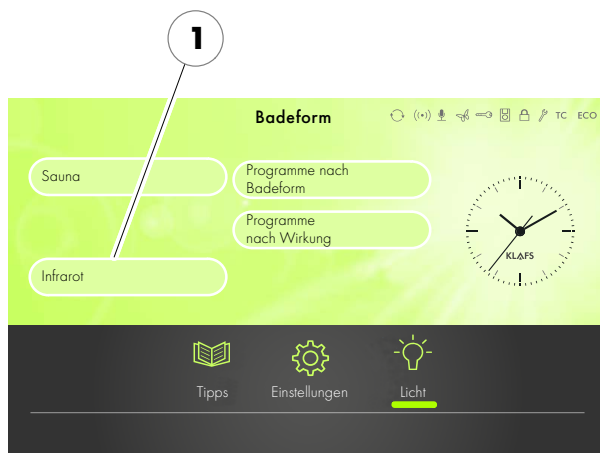 1
Badeform
TC ECO
Sauna
Programme nach
Badeform
Programme
nach Wirkung
Infrarot
KLAFS
Tipps
Einstellungen
Licht